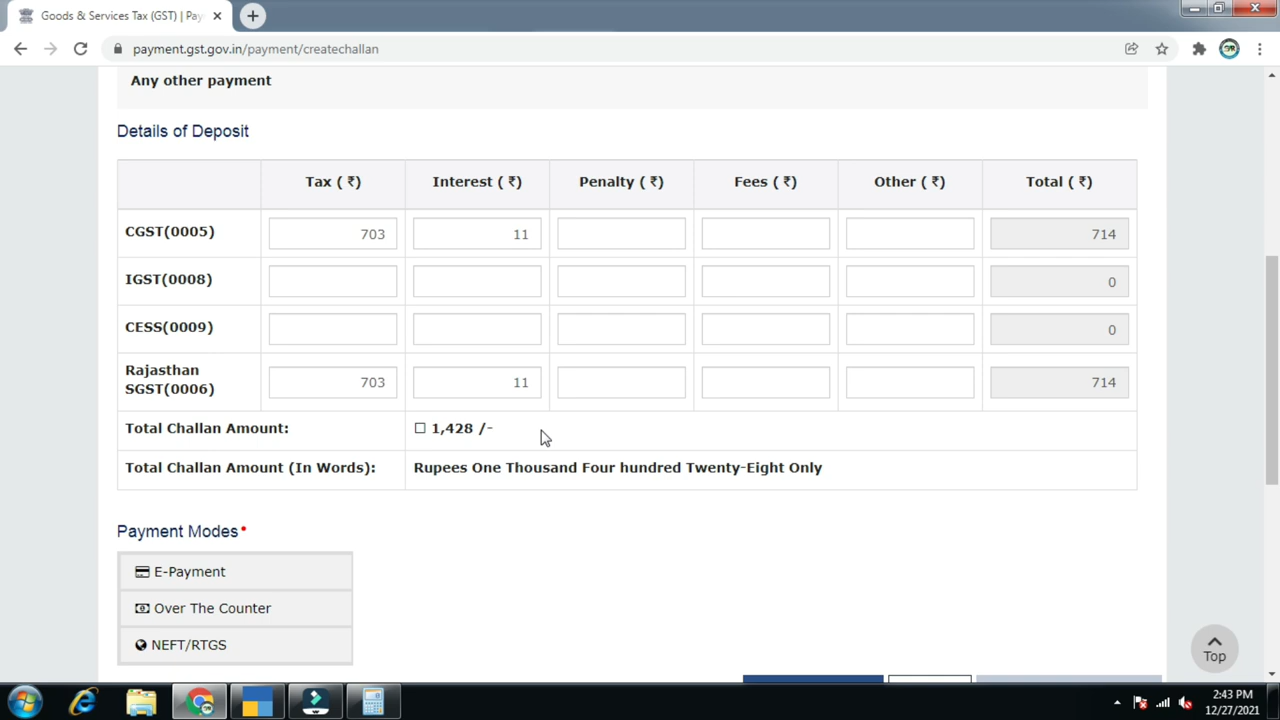 Goods & Services Tax (GST) | Pay
payment.gst.gov.in/payment/createchallan
Any other payment
Details of Deposit
Tax ( ₹) Interest ( ₹) Penalty ( ₹) Fees ( ₹) Other ( ₹) Total ( ₹)
CGST(0005) 703 11 714
IGST(0008) 0
CESS(0009) 0
Rajasthan
SGST(0006) 703 11 714
Total Challan Amount: ☐ 1,428 /-
Total Challan Amount (In Words): Rupees One Thousand Four hundred Twenty-Eight Only
Payment Modes•
E-Payment
Over The Counter
NEFT/RTGS
Top
2:43 PM
12/27/2021